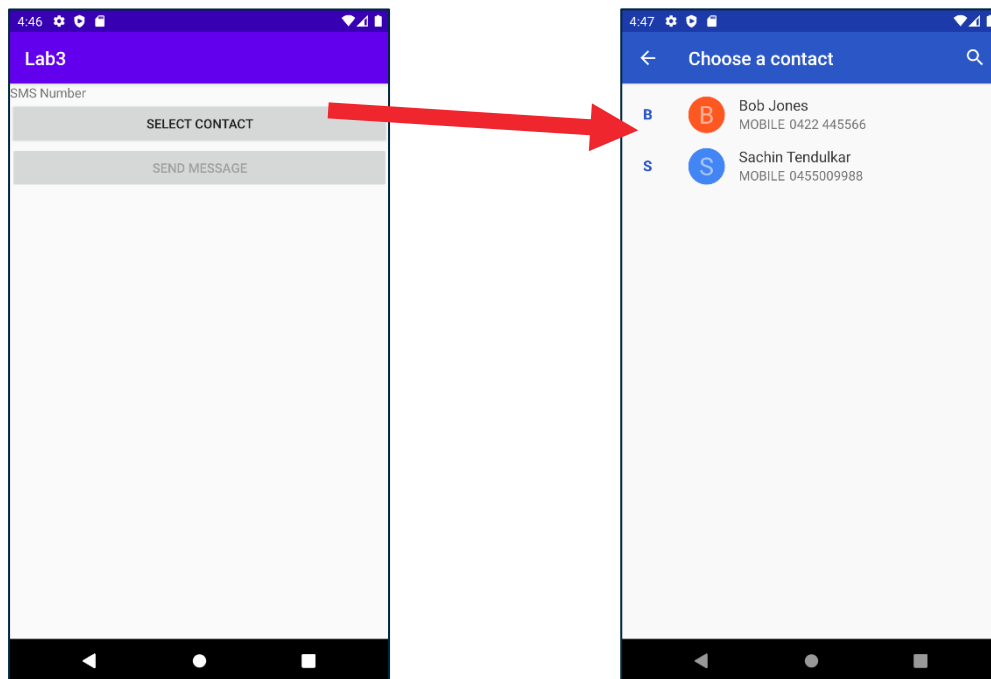 4:46
Lab3
SMS Number
SELECT CONTACT
SEND MESSAGE
4:47
Choose a contact
B
B
Bob Jones
MOBILE 0422 445566
S
S
Sachin Tendulkar
MOBILE 0455009988